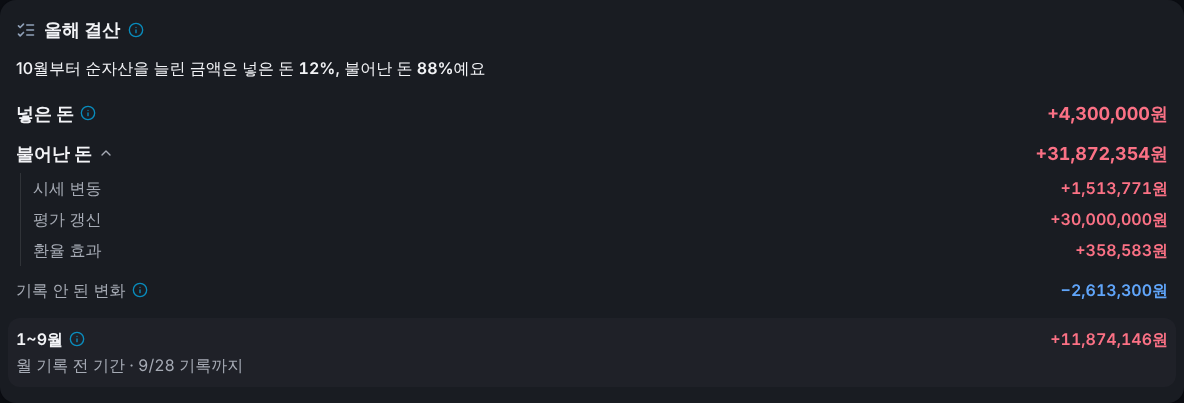 올해 결산
10월부터 순자산을 늘린 금액은 넣은 돈 12%, 불어난 돈 88%예요
넣은 돈 +4,300,000원
불어난 돈 +31,872,354원
시세 변동 +1,513,771원
평가 갱신 +30,000,000원
환율 효과 +358,583원
기록 안 된 변화 −2,613,300원
1~9월 +11,874,146원
월 기록 전 기간 · 9/28 기록까지